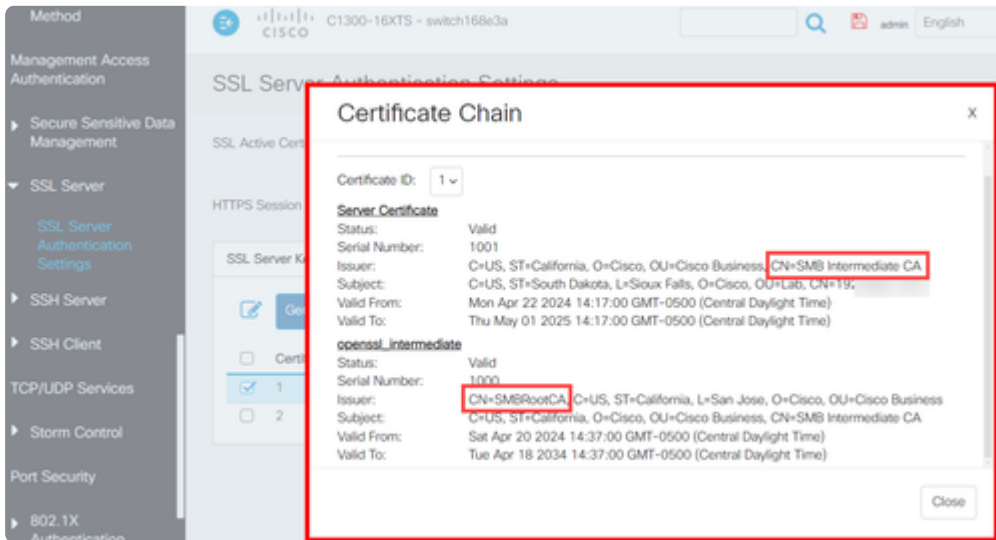 Method
Management Access
Authentication
Secure Sensitive Data
Management
SSL Server
SSL Server
Authentication
Settings
SSH Server
SSH Client
TCP/UDP Services
Storm Control
Port Security
802.1X
Authentication
CISCO
C1300-16XTS - switch168e3a
admin
English
SSL Server Authentication Settings
SSL Active Cert
HTTPS Session
SSL Server K
Ge
Certi
1
2
Certificate Chain
X
Certificate ID: 1
Server Certificate
Status: Valid
Serial Number: 1001
Issuer: C=US, ST=California, O=Cisco, OU=Cisco Business, CN=SMB Intermediate CA
Subject: C=US, ST=South Dakota, L=Sioux Falls, O=Cisco, OU=Lab, CN=192
Valid From: Mon Apr 22 2024 14:17:00 GMT-0500 (Central Daylight Time)
Valid To: Thu May 01 2025 14:17:00 GMT-0500 (Central Daylight Time)
openssl_intermediate
Status: Valid
Serial Number: 1000
Issuer: CN=SMBRootCA, C=US, ST=California, L=San Jose, O=Cisco, OU=Cisco Business
Subject: C=US, ST=California, O=Cisco, OU=Cisco Business, CN=SMB Intermediate CA
Valid From: Sat Apr 20 2024 14:37:00 GMT-0500 (Central Daylight Time)
Valid To: Tue Apr 18 2034 14:37:00 GMT-0500 (Central Daylight Time)
Close